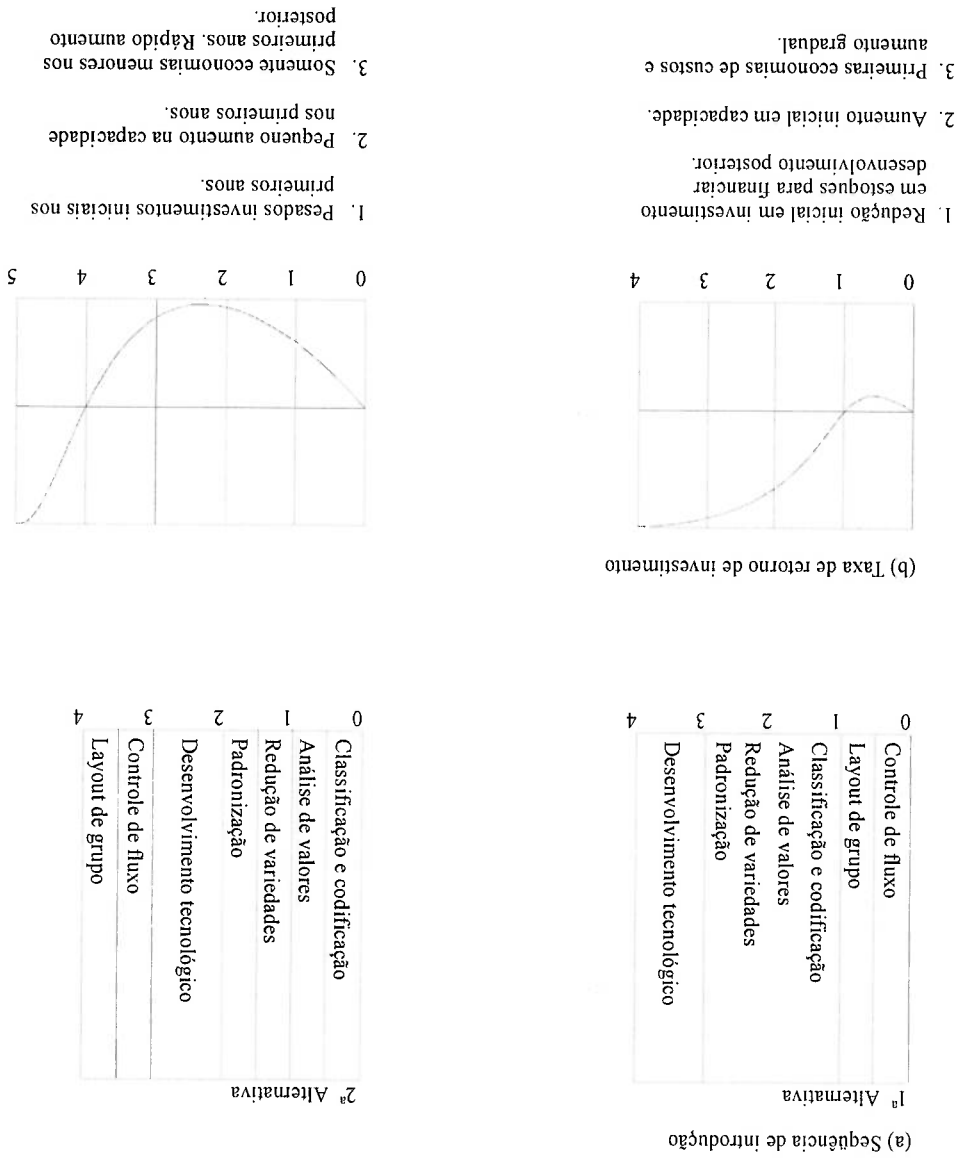 (a) Seqüência de introdução
1ª Alternativa
Controle de fluxo
Layout de grupo
Classificação e codificação
Análise de valores
Redução de variedades
Padronização
Desenvolvimento tecnológico
0 1 2 3 4
2ª Alternativa
Classificação e codificação
Análise de valores
Redução de variedades
Padronização
Desenvolvimento tecnológico
Controle de fluxo
Layout de grupo
0 1 2 3 4
(b) Taxa de retorno de investimento
0 1 2 3 4
1. Redução inicial em investimento
em estoques para financiar
desenvolvimento posterior.
2. Aumento inicial em capacidade.
3. Primeiras economias de custos e
aumento gradual.
0 1 2 3 4 5
1. Pesados investimentos iniciais nos
primeiros anos.
2. Pequeno aumento na capacidade
nos primeiros anos.
3. Somente economias menores nos
primeiros anos. Rápido aumento
posterior.